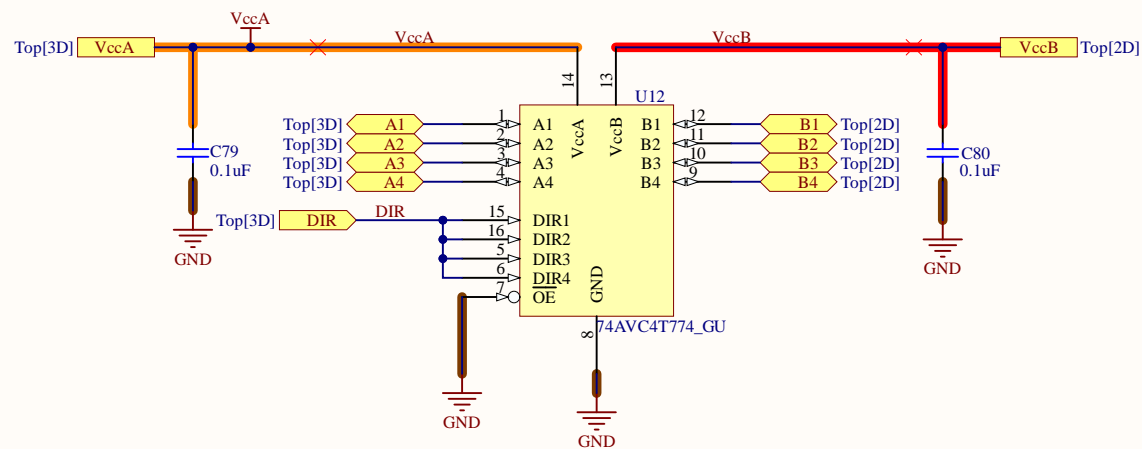 VccA
Top[3D] VccA VccA VccB VccB Top[2D]
14 13
U12
Top[3D] A1 1 A1 VccA VccB B1 12 B1 Top[2D]
Top[3D] A2 2 A2 B2 11 B2 Top[2D]
Top[3D] A3 3 A3 B3 10 B3 Top[2D]
Top[3D] A4 4 A4 B4 9 B4 Top[2D]
C79
0.1uF
C80
0.1uF
Top[3D] DIR DIR 15 DIR1
16 DIR2
5 DIR3
6 DIR4
7 OE
GND
GND
GND
8
74AVC4T774_GU
GND
GND